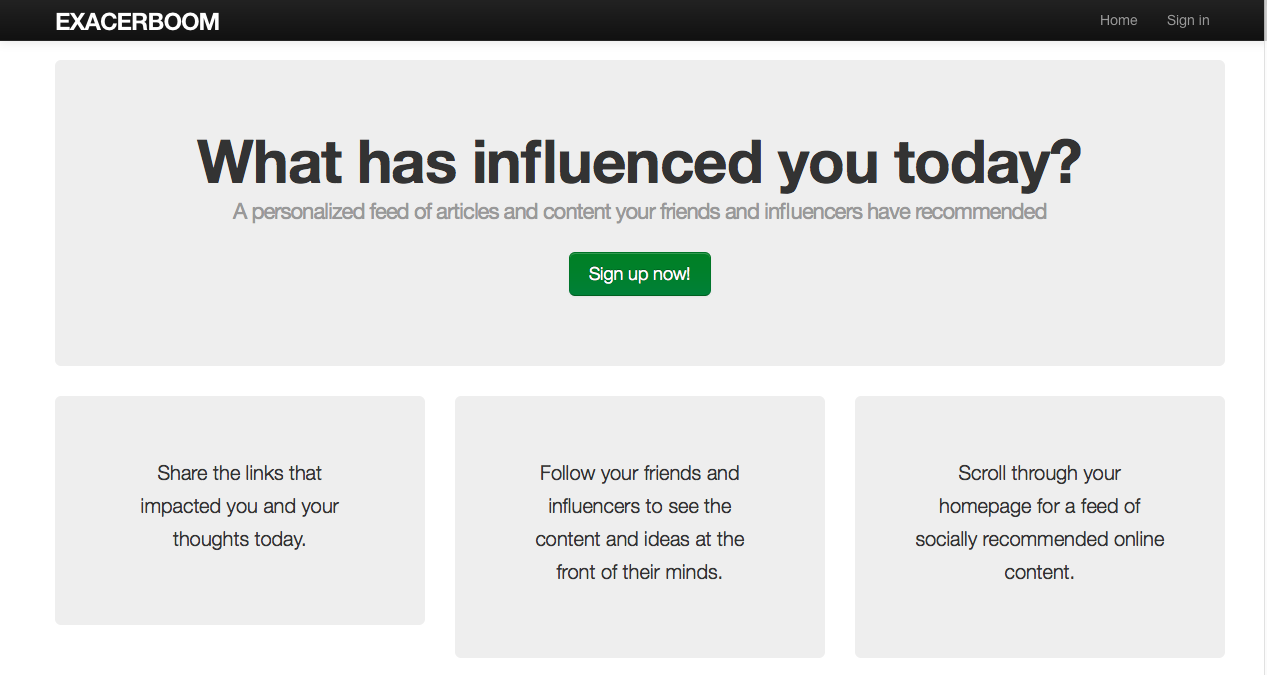 EXACERBOOM
Home
Sign in
What has influenced you today?
A personalized feed of articles and content your friends and influencers have recommended
Sign up now!
Share the links that
impacted you and your
thoughts today.
Follow your friends and
influencers to see the
content and ideas at the
front of their minds.
Scroll through your
homepage for a feed of
socially recommended online
content.